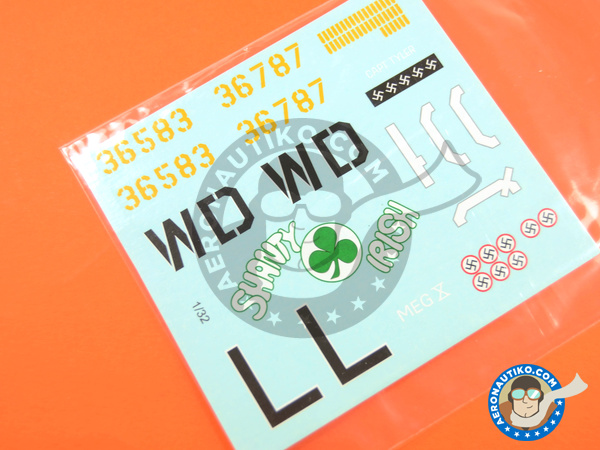 36583 36787
36583 36787
WD WD
SHANTY IRISH
1/32
MEG X
L L
AERONAUTIKO.COM
AERONAUTIKO.COM